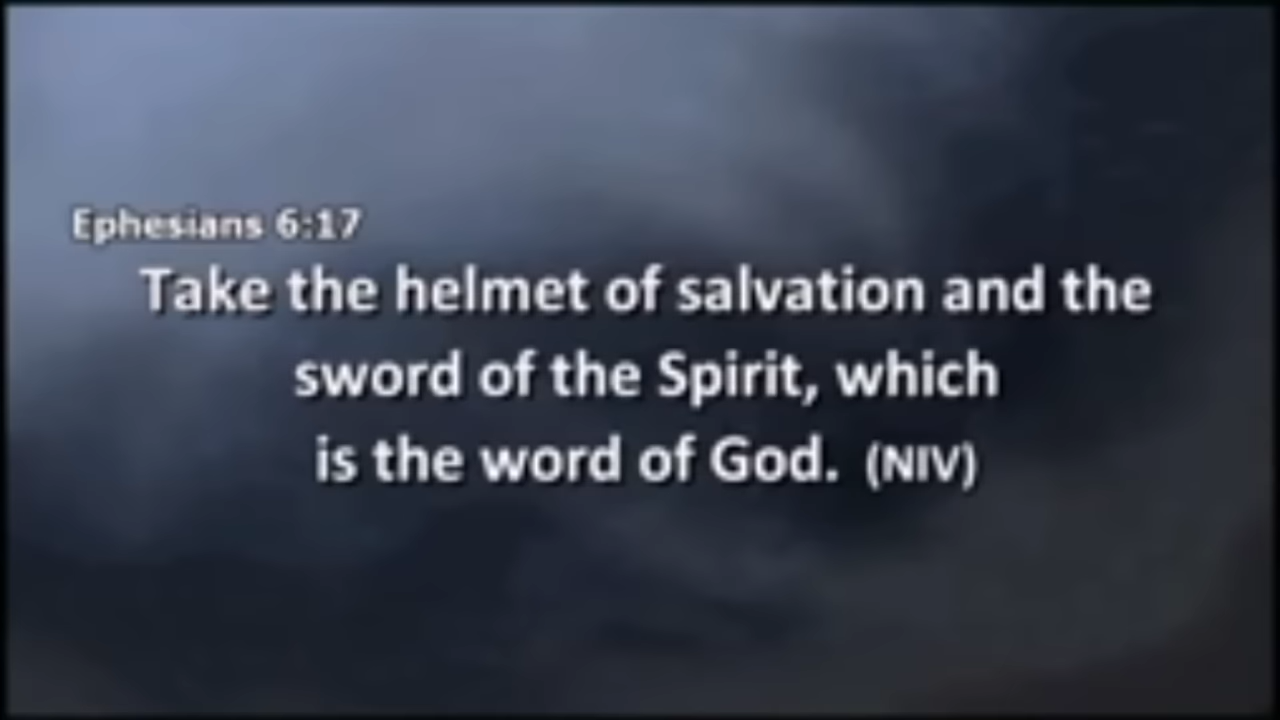 Ephesians 6:17
Take the helmet of salvation and the
sword of the Spirit, which
is the word of God. (NIV)